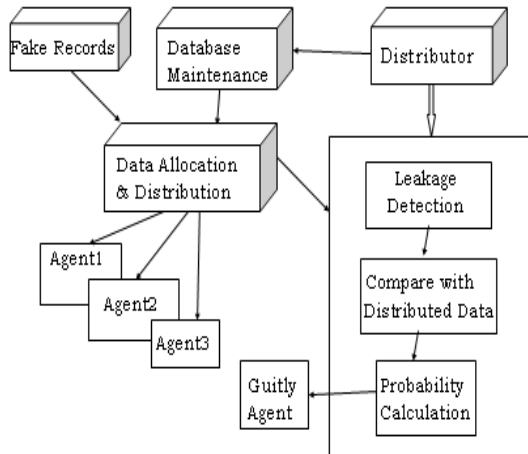 Fake Records
Database
Maintenance
Distributor
Data Allocation
& Distribution
Leakage
Detection
Agent1
Agent2
Agent3
Compare with
Distributed Data
Guitly
Agent
Probability
Calculation